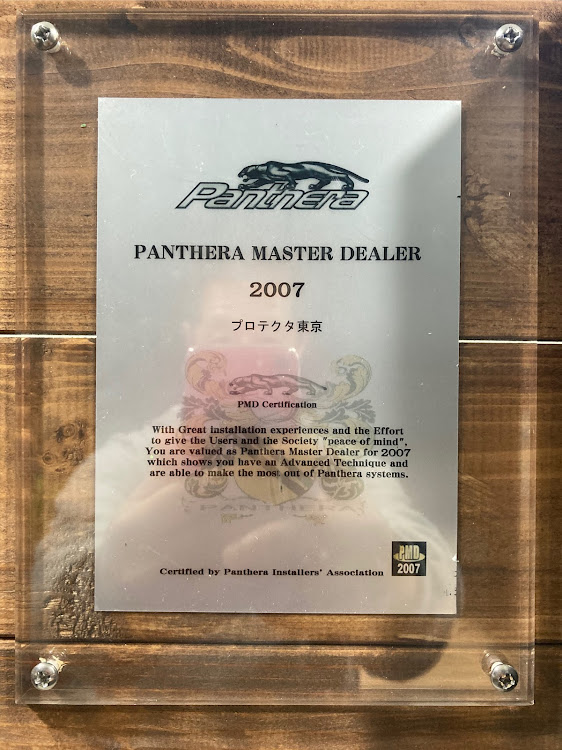 Panthera
PANTHERA MASTER DEALER
2007
プロテクタ東京
PMD Certification
With Great installation experiences and the Effort
to give the Users and the Society "peace of mind".
You are valued as Panthera Master Dealer for 2007
which shows you have an Advanced Technique and
are able to make the most out of Panthera systems.
PANTHERA
Certified by Panthera Installers' Association
PMD
2007